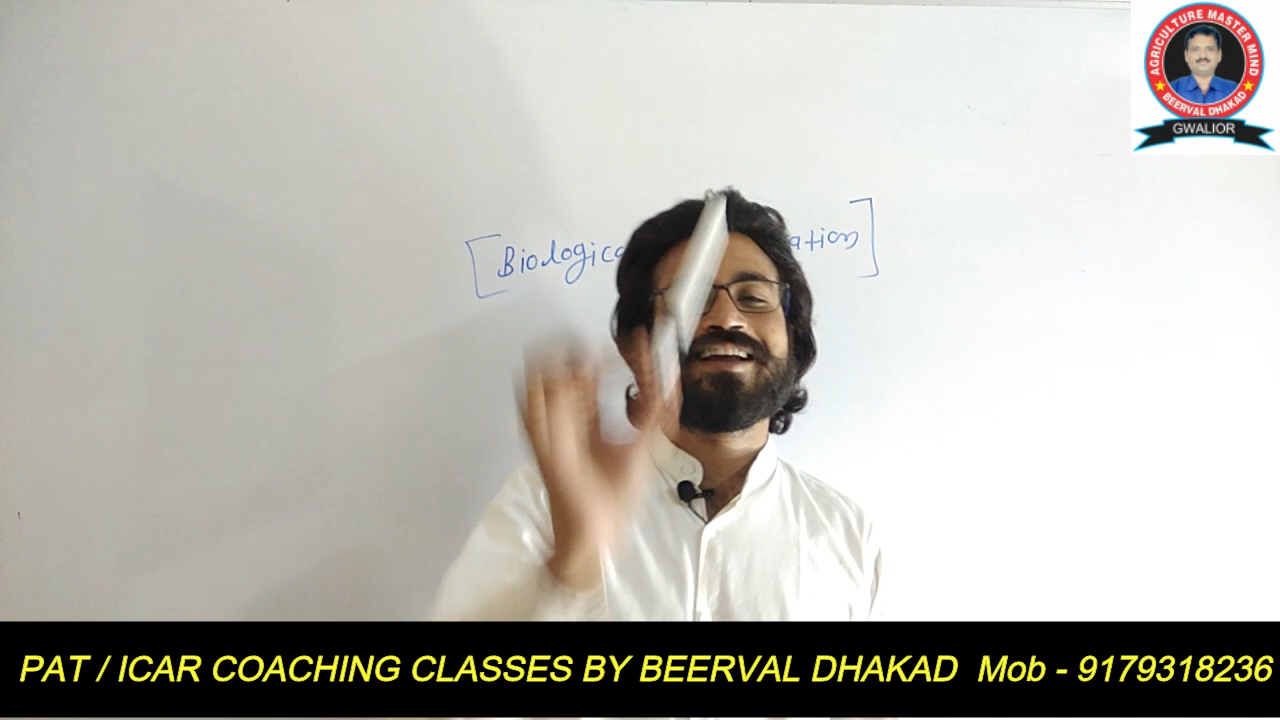 AGRICULTURE MASTER MIND
BEERVAL DHAKAD
GWALIOR
[Biologica ation]
PAT / ICAR COACHING CLASSES BY BEERVAL DHAKAD Mob - 9179318236